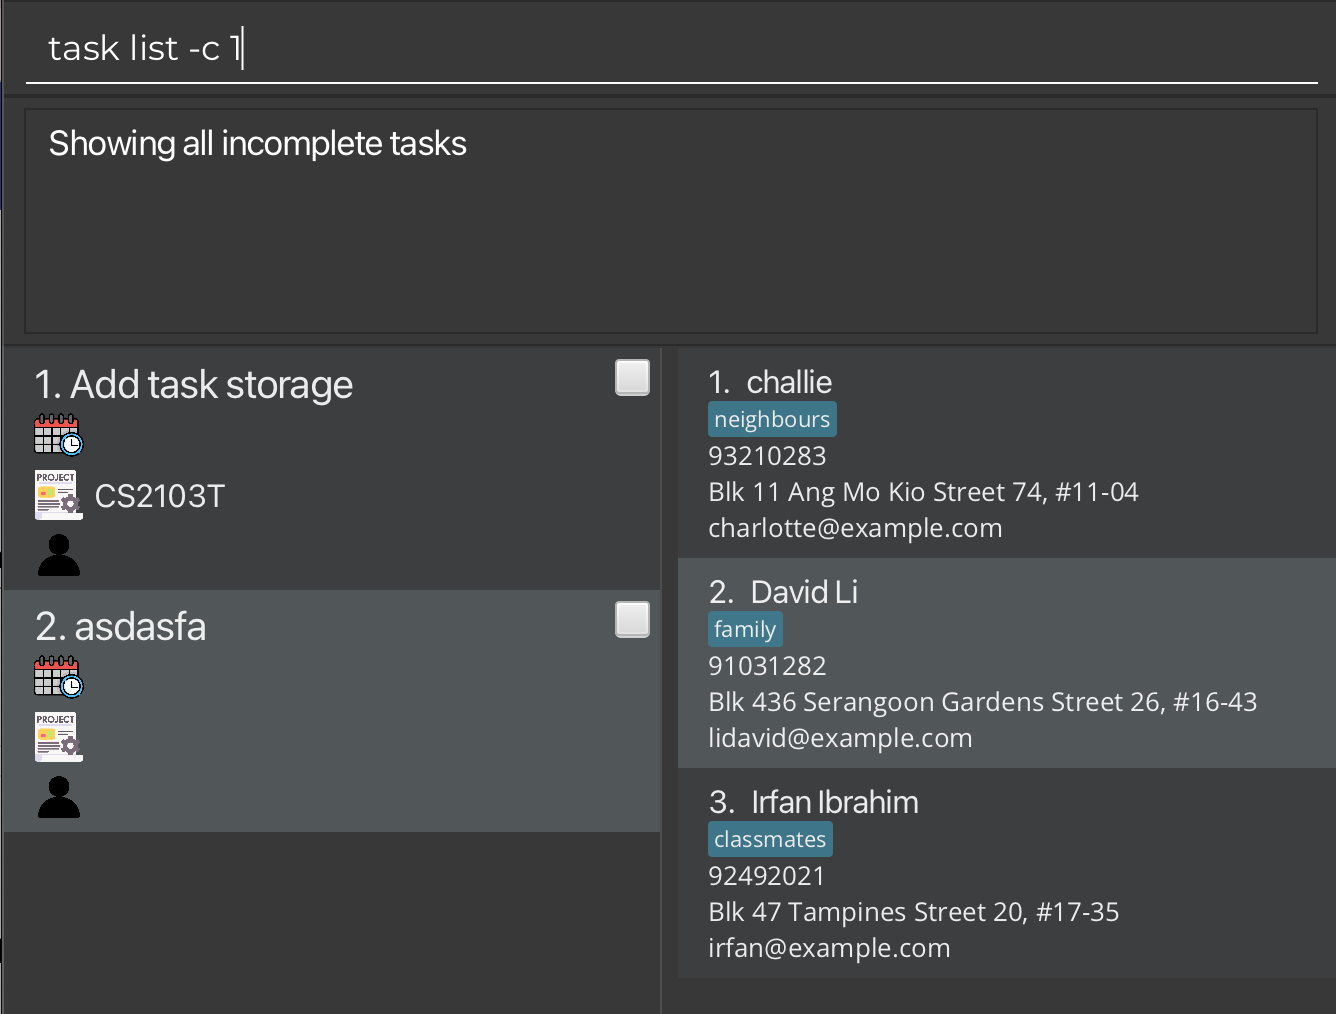 task list -c 1
Showing all incomplete tasks
1. Add task storage
PROJECT
CS2103T
2. asdasfa
PROJECT
1. challie
neighbours
93210283
Blk 11 Ang Mo Kio Street 74, #11-04
charlotte@example.com
2. David Li
family
91031282
Blk 436 Serangoon Gardens Street 26, #16-43
lidavid@example.com
3. Irfan Ibrahim
classmates
92492021
Blk 47 Tampines Street 20, #17-35
irfan@example.com